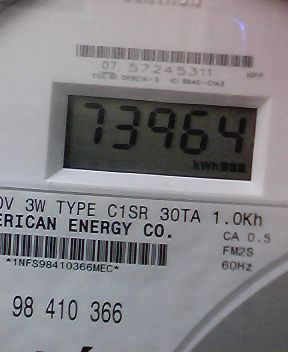 07 57245311
HPP
73964
kWh
0V 3W TYPE C1SR 30TA 1.0Kh
ERICAN ENERGY CO.
CA 0.5
FM2S
60Hz
*1NFS98410366MEC*
98 410 366